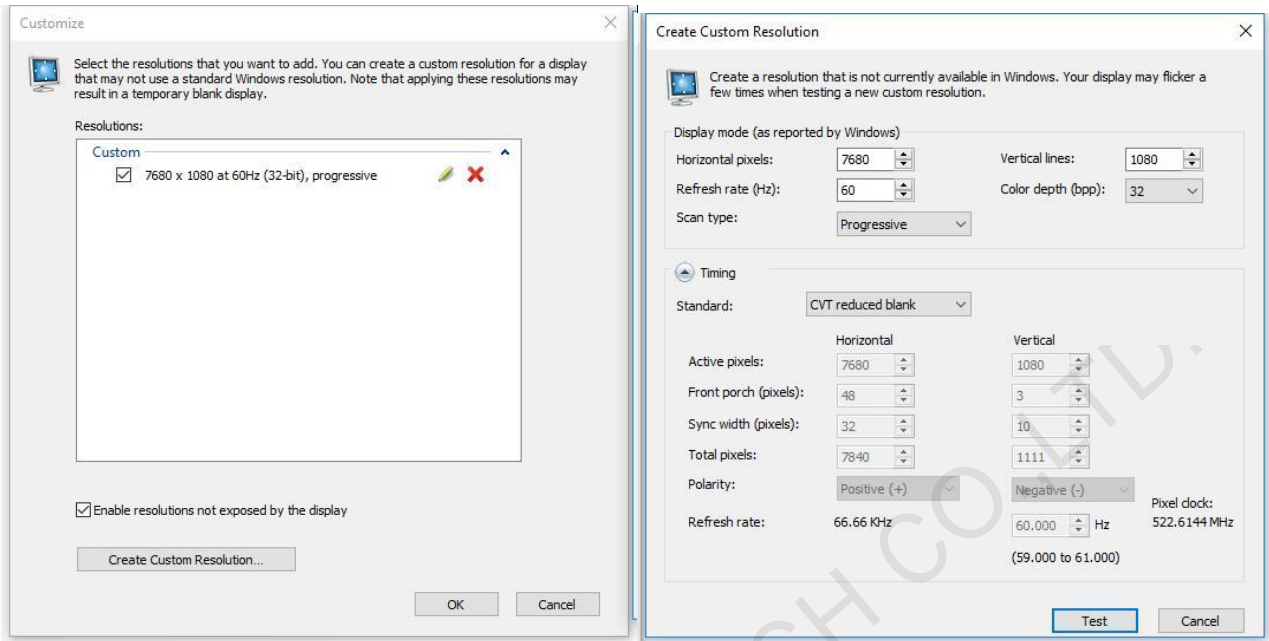 Customize
Select the resolutions that you want to add. You can create a custom resolution for a display
that may not use a standard Windows resolution. Note that applying these resolutions may
result in a temporary blank display.
Resolutions:
Custom
7680 x 1080 at 60Hz (32-bit), progressive
Enable resolutions not exposed by the display
Create Custom Resolution...
OK Cancel
Create Custom Resolution
Create a resolution that is not currently available in Windows. Your display may flicker a
few times when testing a new custom resolution.
Display mode (as reported by Windows)
Horizontal pixels: 7680 Vertical lines: 1080
Refresh rate (Hz): 60 Color depth (bpp): 32
Scan type: Progressive
Timing
Standard: CVT reduced blank
Horizontal Vertical
Active pixels: 7680 1080
Front porch (pixels): 48 3
Sync width (pixels): 32 10
Total pixels: 7840 1111
Polarity: Positive (+) Negative (-)
Pixel clock:
Refresh rate: 66.66 KHz 60.000 Hz 522.6144 MHz
(59.000 to 61.000)
Test Cancel
CH CO.,LTD.